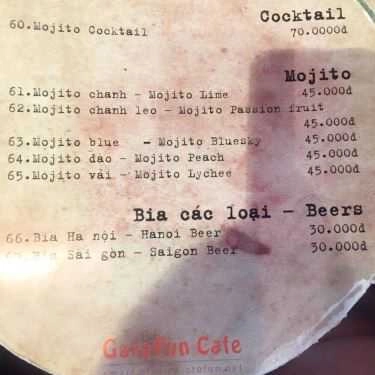 Cocktail
60.Mojito Cocktail 70.000đ
Mojito
61.Mojito chanh - Mojito Lime 45.000đ
62.Mojito chanh leo - Mojito Passion fruit
45.000đ
63.Mojito blue - Mojito Bluesky 45.000đ
64.Mojito đào - Mojito Peach 45.000đ
65.Mojito vải - Mojito Lychee 45.000đ
Bia các loại - Beers
66.Bia Hà nội - Hanoi Beer 30.000đ
67.Bia Sài gòn - Saigon Beer 30.000đ
Cafe